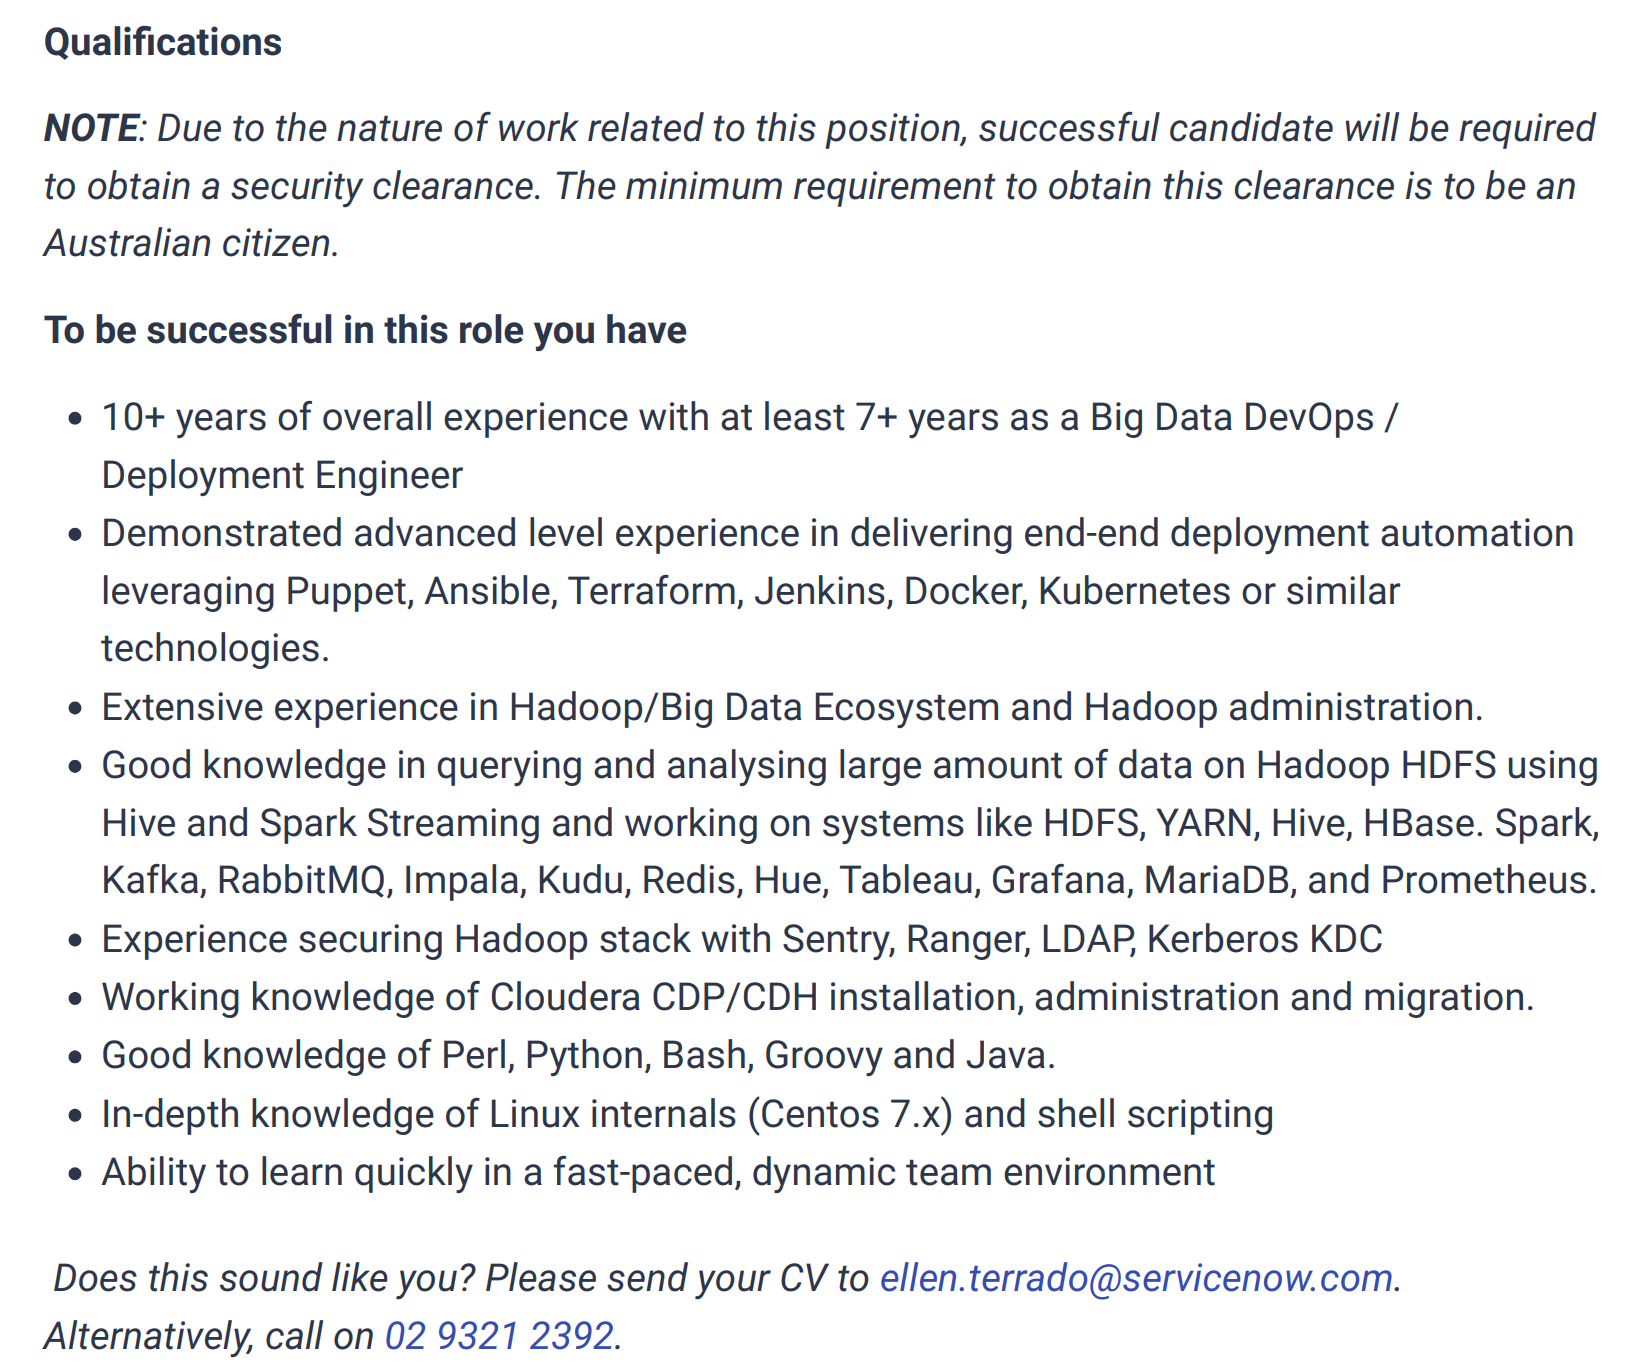 Qualifications
NOTE: Due to the nature of work related to this position, successful candidate will be required
to obtain a security clearance. The minimum requirement to obtain this clearance is to be an
Australian citizen.
To be successful in this role you have
• 10+ years of overall experience with at least 7+ years as a Big Data DevOps /
Deployment Engineer
• Demonstrated advanced level experience in delivering end-end deployment automation
leveraging Puppet, Ansible, Terraform, Jenkins, Docker, Kubernetes or similar
technologies.
• Extensive experience in Hadoop/Big Data Ecosystem and Hadoop administration.
• Good knowledge in querying and analysing large amount of data on Hadoop HDFS using
Hive and Spark Streaming and working on systems like HDFS, YARN, Hive, HBase. Spark,
Kafka, RabbitMQ, Impala, Kudu, Redis, Hue, Tableau, Grafana, MariaDB, and Prometheus.
• Experience securing Hadoop stack with Sentry, Ranger, LDAP, Kerberos KDC
• Working knowledge of Cloudera CDP/CDH installation, administration and migration.
• Good knowledge of Perl, Python, Bash, Groovy and Java.
• In-depth knowledge of Linux internals (Centos 7.x) and shell scripting
• Ability to learn quickly in a fast-paced, dynamic team environment
Does this sound like you? Please send your CV to ellen.terrado@servicenow.com.
Alternatively, call on 02 9321 2392.